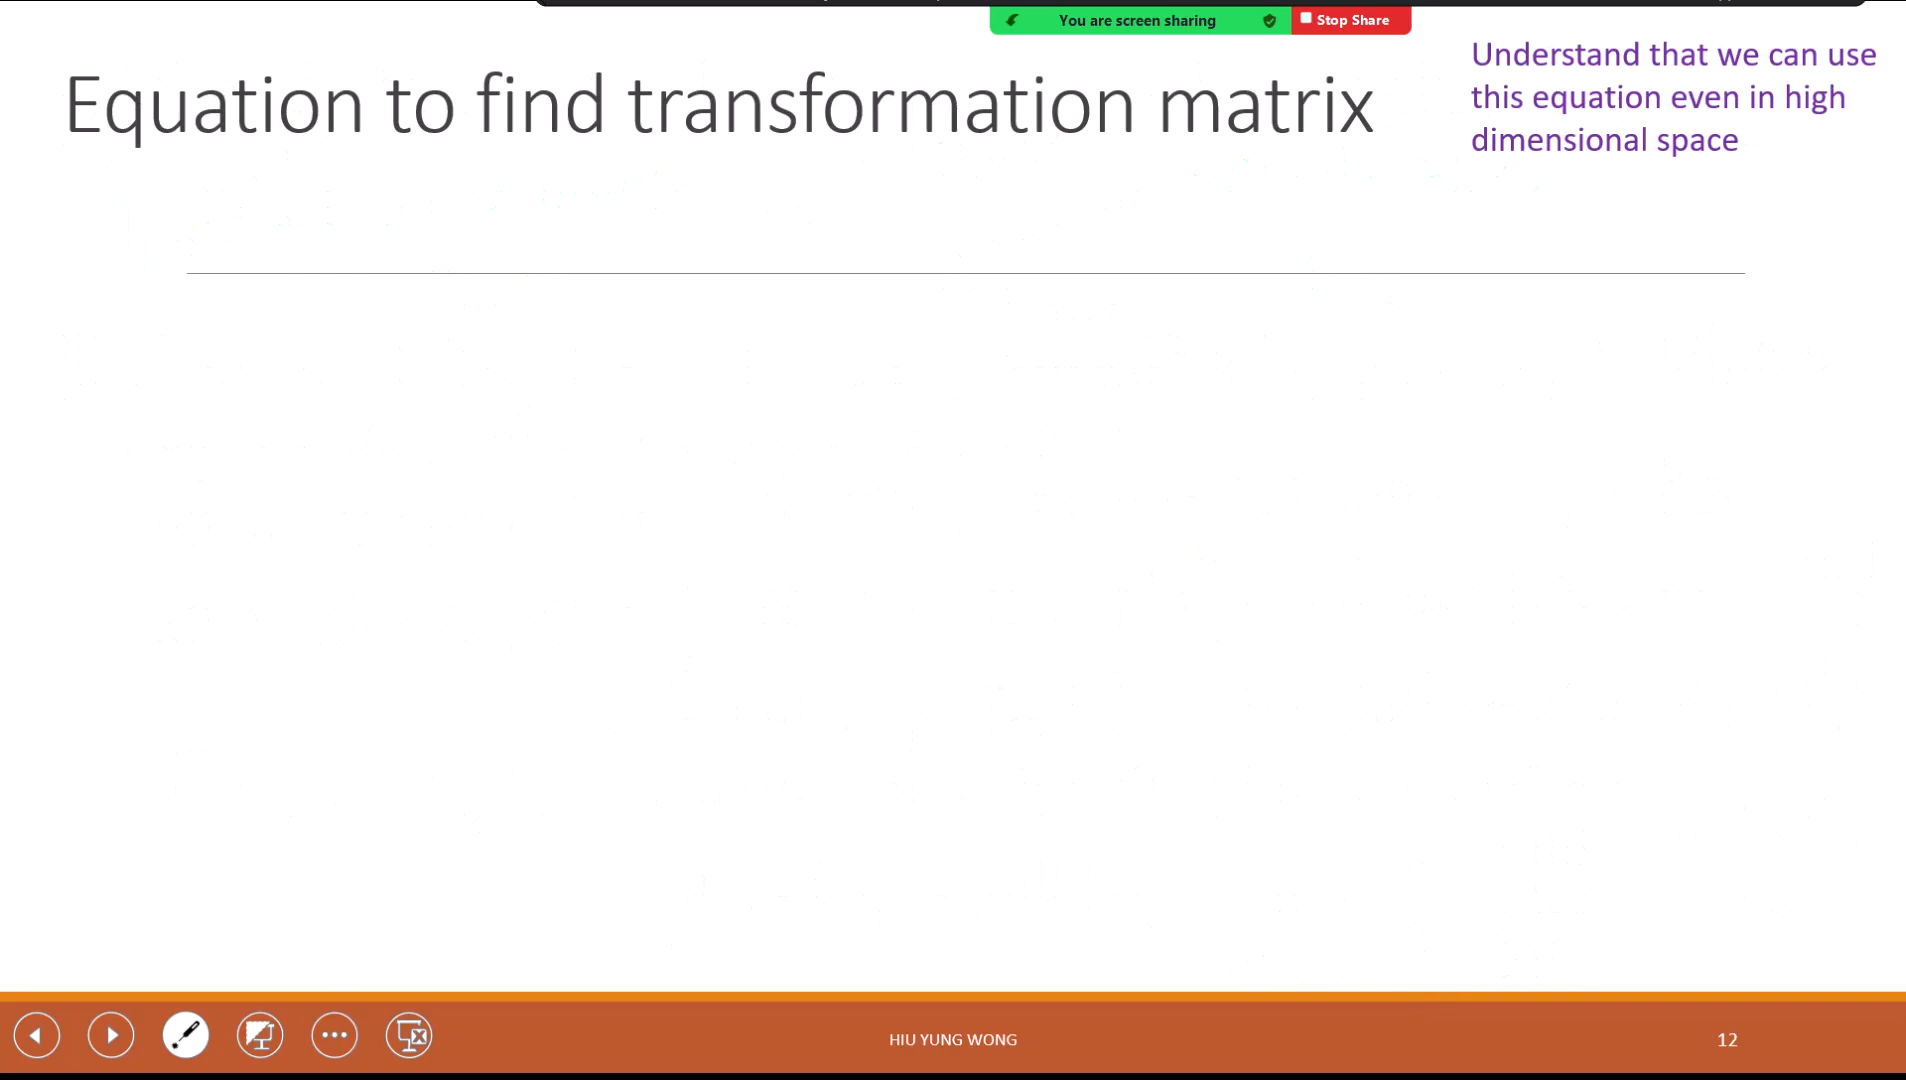 You are screen sharing
Stop Share
Equation to find transformation matrix
Understand that we can use
this equation even in high
dimensional space
HIU YUNG WONG
12